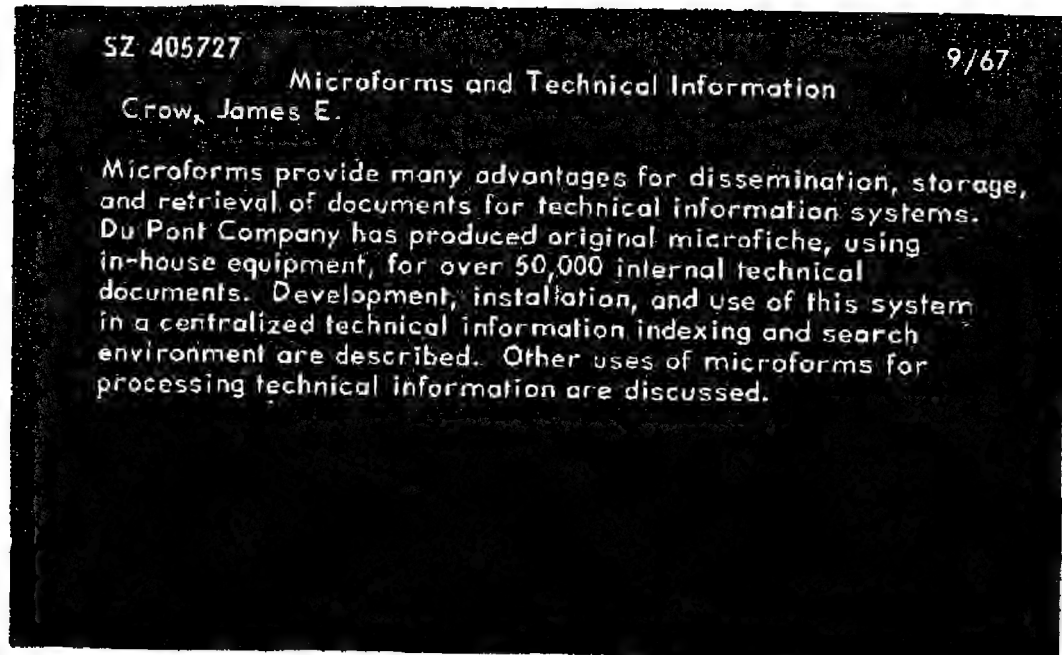 SZ 405727
9/67
Microforms and Technical Information
Crow, James E.
Microforms provide many advantages for dissemination, storage,
and retrieval of documents for technical information systems.
Du Pont Company has produced original microfiche, using
in-house equipment, for over 50,000 internal technical
documents. Development, installation, and use of this system
in a centralized technical information indexing and search
environment are described. Other uses of microforms for
processing technical information are discussed.